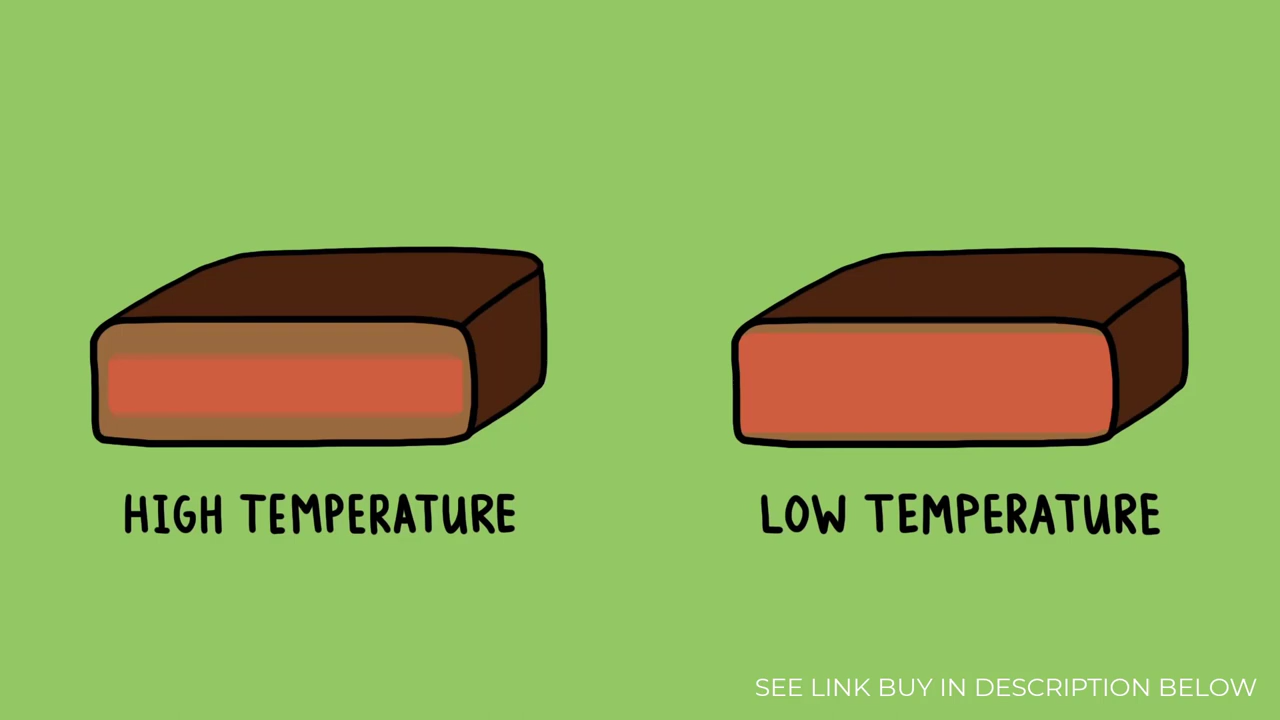 HIGH TEMPERATURE
LOW TEMPERATURE
SEE LINK BUY IN DESCRIPTION BELOW